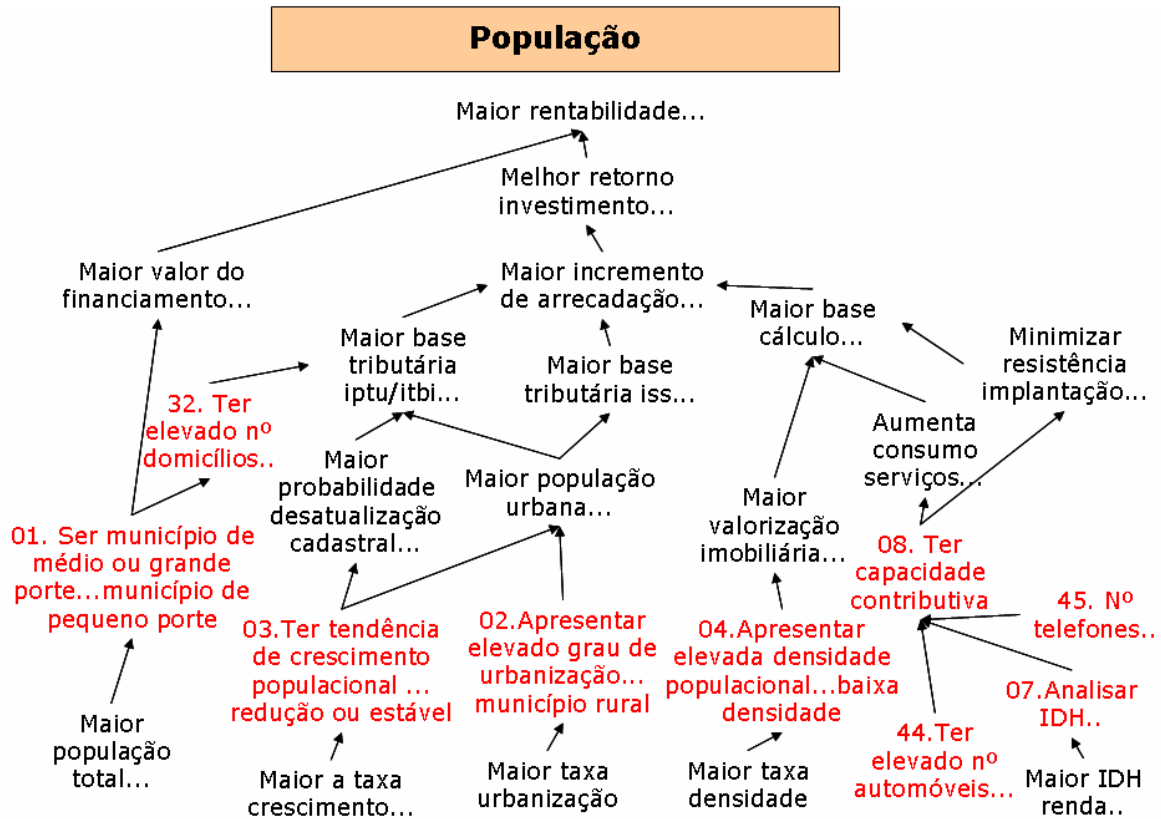 População
Maior rentabilidade...
Melhor retorno
investimento...
Maior valor do
financiamento...
Maior incremento
de arrecadação...
Maior base
cálculo...
Maior base
tributária
iptu/itbi...
Maior base
tributária iss...
Minimizar
resistência
implantação...
32. Ter
elevado nº
domicílios..
Aumenta
consumo
serviços...
Maior
probabilidade
desatualização
cadastral...
Maior população
urbana...
Maior
valorização
imobiliária...
01. Ser município de
médio ou grande
porte...município de
pequeno porte
08. Ter
capacidade
contributiva
45. Nº
telefones..
03.Ter tendência
de crescimento
populacional ...
redução ou estável
02.Apresentar
elevado grau de
urbanização...
município rural
04.Apresentar
elevada densidade
populacional...baixa
densidade
07.Analisar
IDH..
44.Ter
elevado nº
automóveis...
Maior
população
total...
Maior a taxa
crescimento...
Maior taxa
urbanização
Maior taxa
densidade
Maior IDH
renda..